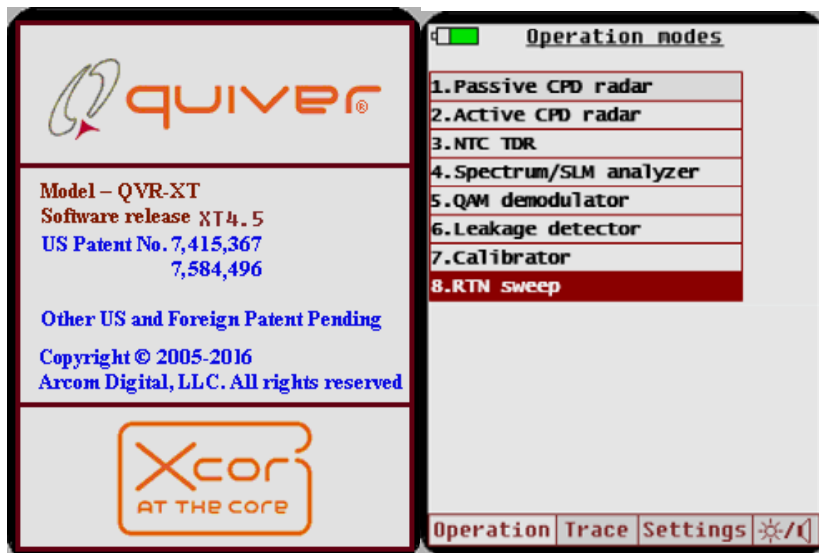 quiver®
Model – QVR-XT
Software release XT4.5
US Patent No. 7,415,367
7,584,496
Other US and Foreign Patent Pending
Copyright © 2005-2016
Arcom Digital, LLC. All rights reserved
Xcor
AT THE CORE
Operation modes
1.Passive CPD radar
2.Active CPD radar
3.NTC TDR
4.Spectrum/SLM analyzer
5.QAM demodulator
6.Leakage detector
7.Calibrator
8.RTN sweep
Operation Trace Settings